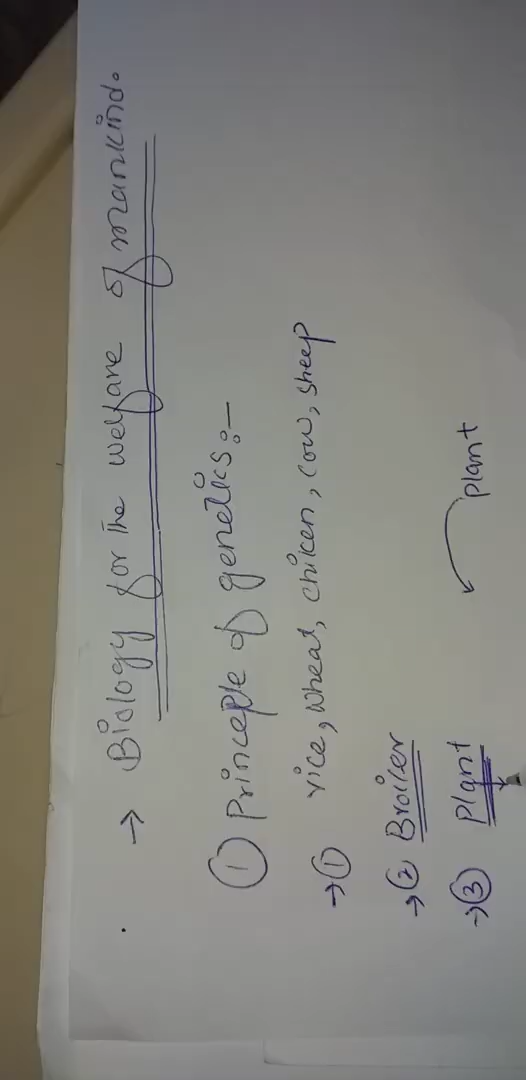 → Biology for the welfare of mankind.
① Principle of genetics:-
→① rice, wheat, chicken, cow, sheep
→② Broiler
→③ Plant
plant